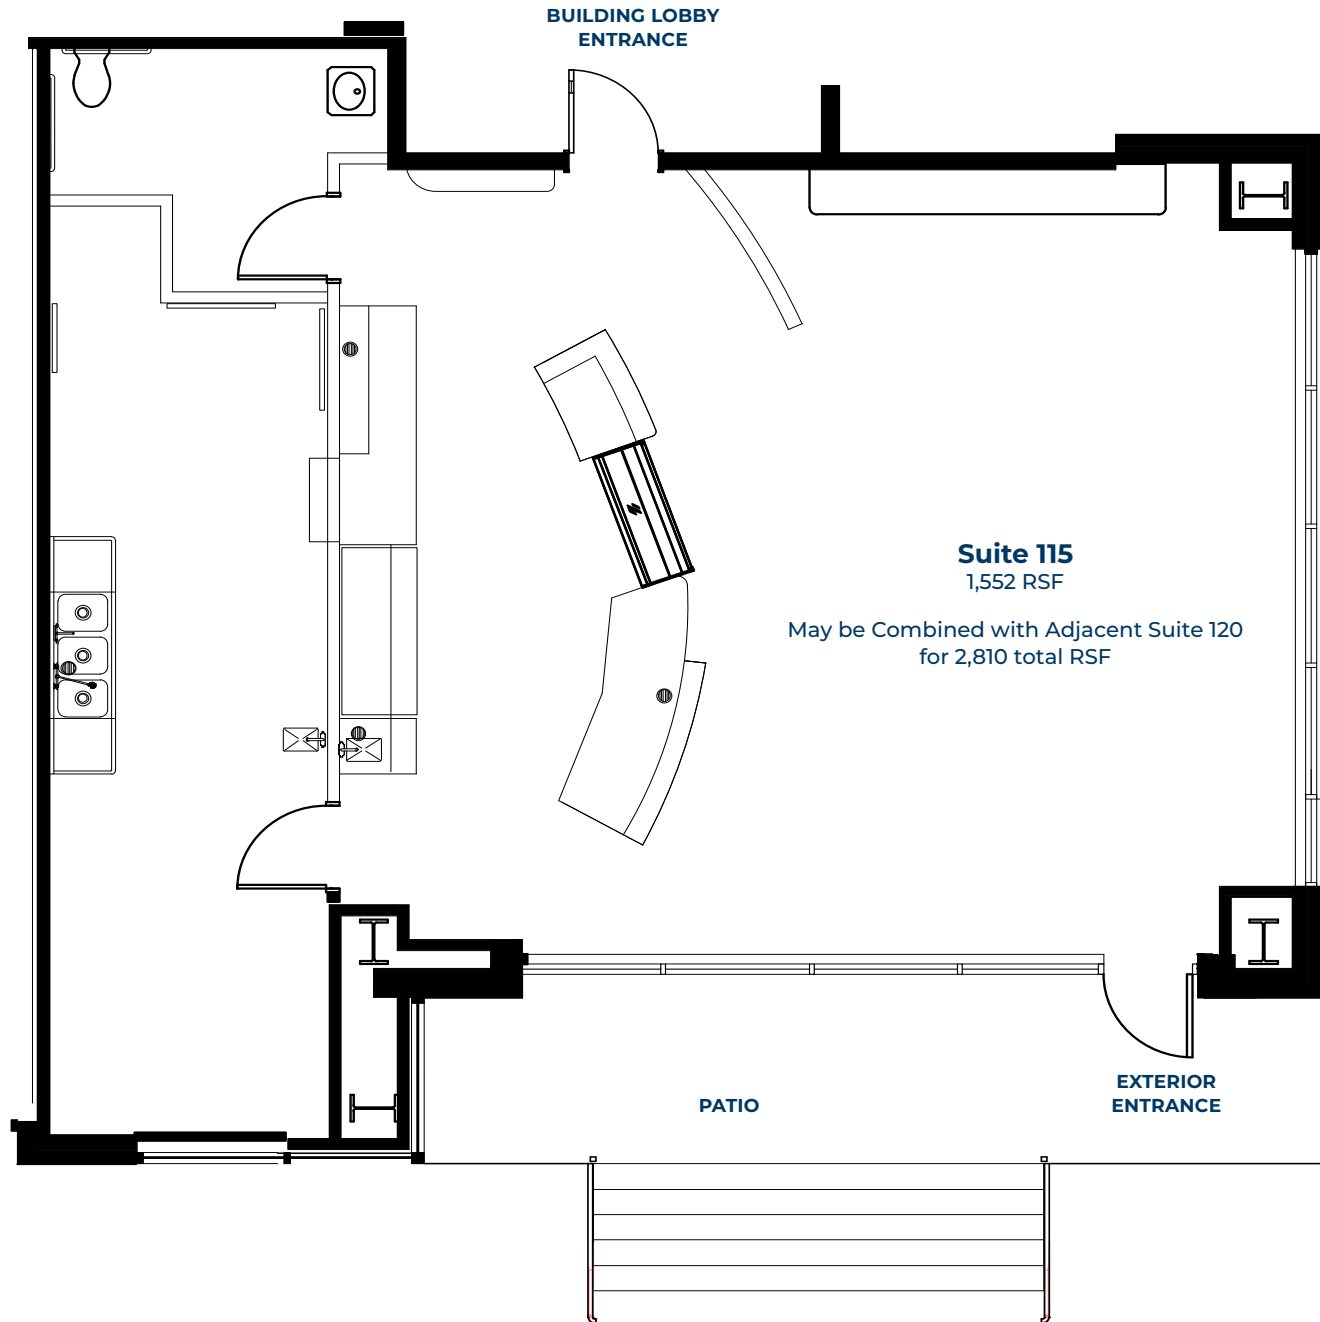 BUILDING LOBBY
ENTRANCE
Suite 115
1,552 RSF
May be Combined with Adjacent Suite 120
for 2,810 total RSF
EXTERIOR
ENTRANCE
PATIO